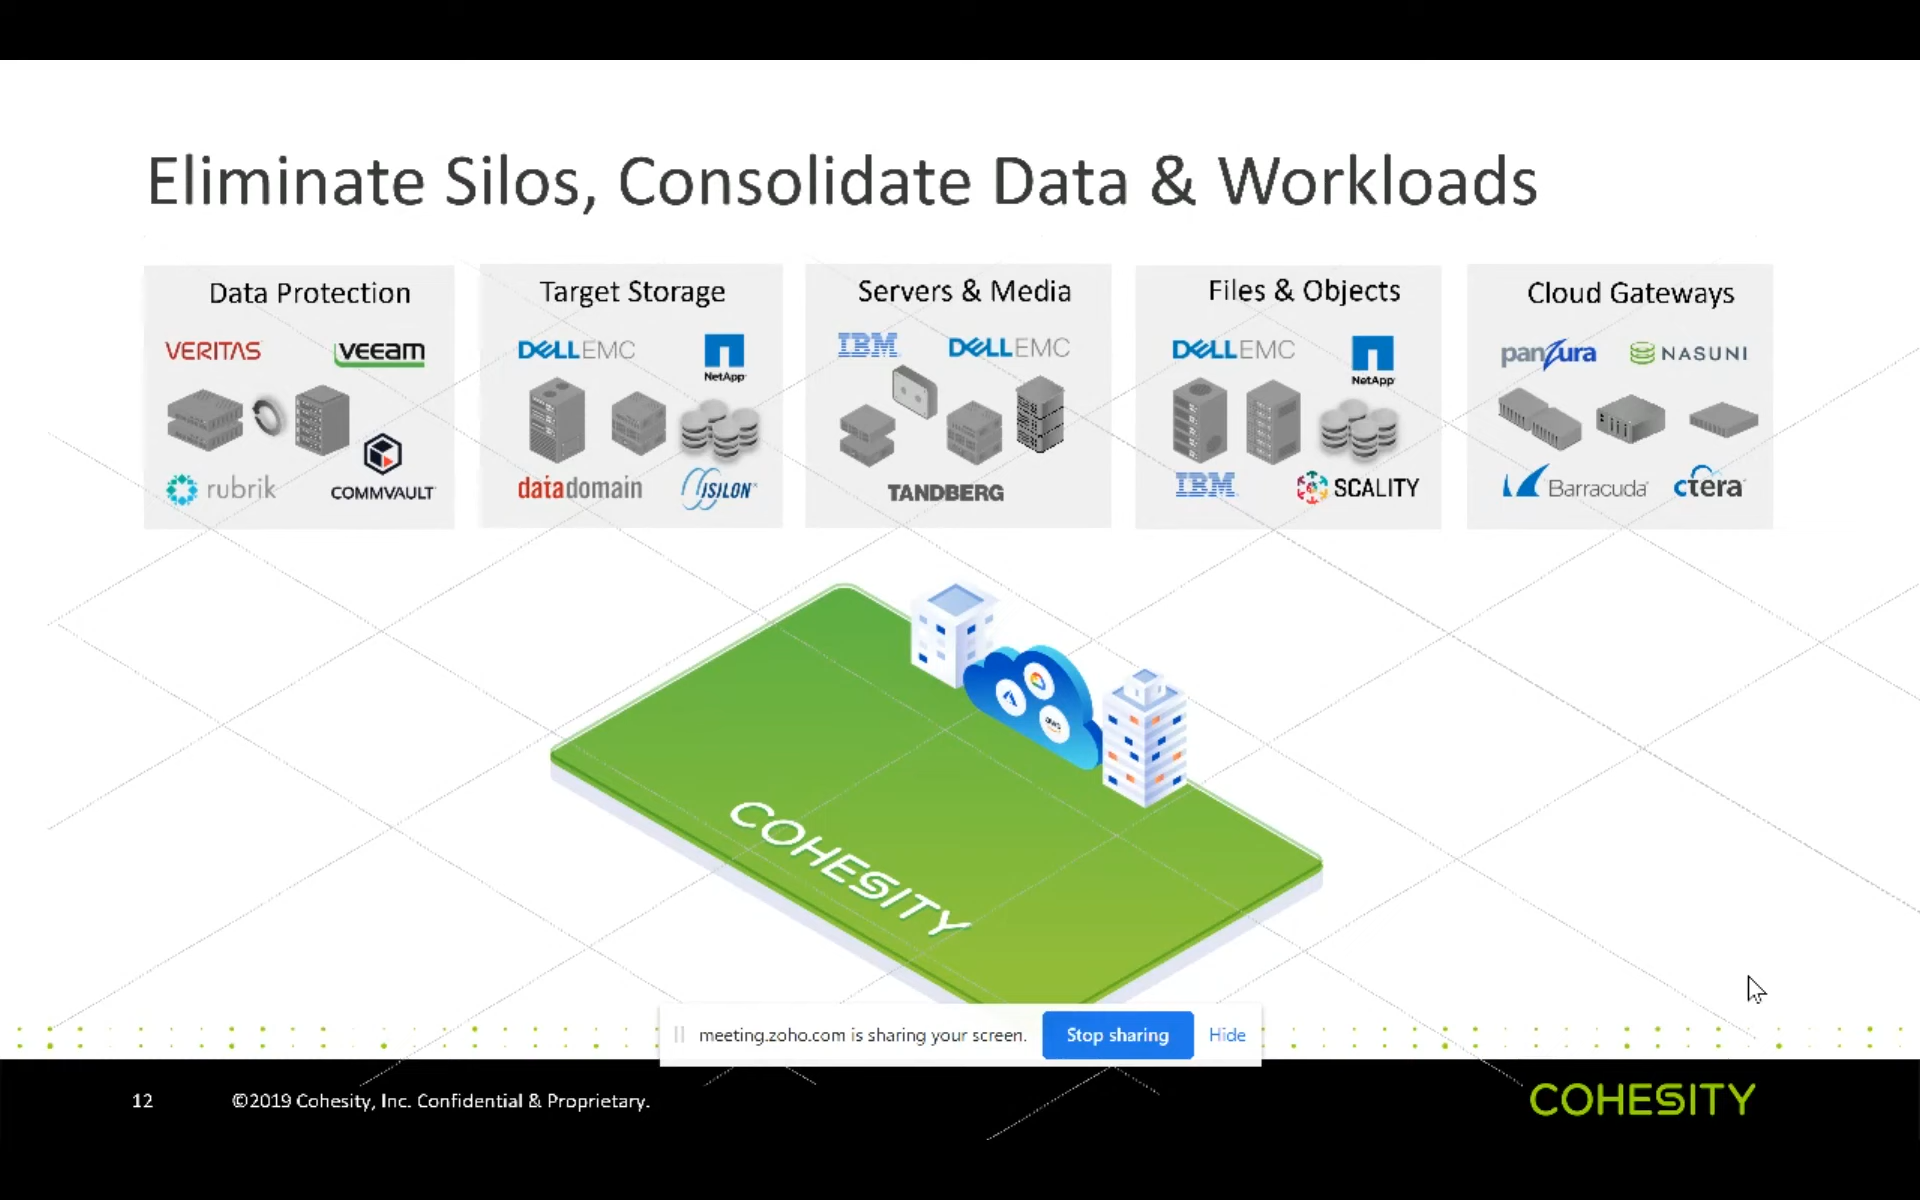 Eliminate Silos, Consolidate Data & Workloads
Data Protection
VERITAS
veeam
rubrik
COMMVAULT
Target Storage
DELLEMC
NetApp
datadomain
ISILON
Servers & Media
IBM
DELLEMC
TANDBERG
Files & Objects
DELLEMC
NetApp
IBM
SCALITY
Cloud Gateways
panzura
NASUNI
Barracuda
ctera
aws
COHESITY
meeting.zoho.com is sharing your screen.
Stop sharing
Hide
12
©2019 Cohesity, Inc. Confidential & Proprietary.
COHESITY